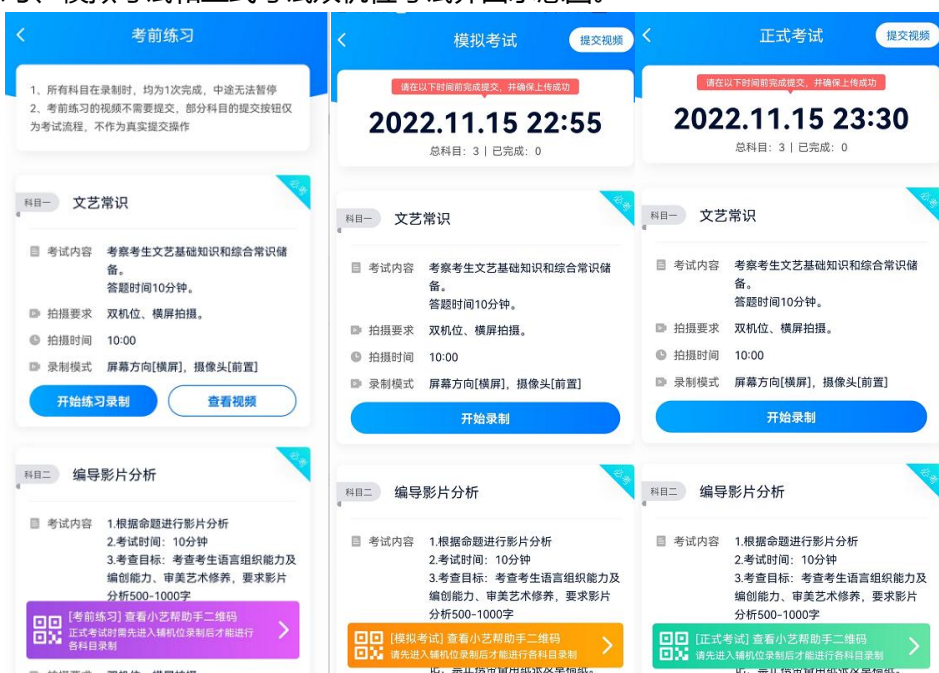 考前练习
1、所有科目在录制时，均为1次完成，中途无法暂停
2、考前练习的视频不需要提交，部分科目的提交按钮仅
为考试流程，不作为真实提交操作
科目一 文艺常识
必考
考试内容 考察考生文艺基础知识和综合常识储
备。
答题时间10分钟。
拍摄要求 双机位、横屏拍摄。
拍摄时间 10:00
录制模式 屏幕方向[横屏]，摄像头[前置]
开始练习录制 查看视频
科目二 编导影片分析
必考
考试内容 1.根据命题进行影片分析
2.考试时间：10分钟
3.考查目标：考查考生语言组织能力及
编创能力、审美艺术修养，要求影片
分析500-1000字
[考前练习] 查看小艺帮助手二维码
正式考试时需先进入辅机位录制后才能进行
各科目录制
模拟考试 提交视频
请在以下时间前完成提交，并确保上传成功
2022.11.15 22:55
总科目：3 | 已完成：0
科目一 文艺常识
必考
考试内容 考察考生文艺基础知识和综合常识储
备。
答题时间10分钟。
拍摄要求 双机位、横屏拍摄。
拍摄时间 10:00
录制模式 屏幕方向[横屏]，摄像头[前置]
开始录制
科目二 编导影片分析
必考
考试内容 1.根据命题进行影片分析
2.考试时间：10分钟
3.考查目标：考查考生语言组织能力及
编创能力、审美艺术修养，要求影片
分析500-1000字
[模拟考试] 查看小艺帮助手二维码
请先进入辅机位录制后才能进行各科目录制
正式考试 提交视频
请在以下时间前完成提交，并确保上传成功
2022.11.15 23:30
总科目：3 | 已完成：0
科目一 文艺常识
必考
考试内容 考察考生文艺基础知识和综合常识储
备。
答题时间10分钟。
拍摄要求 双机位、横屏拍摄。
拍摄时间 10:00
录制模式 屏幕方向[横屏]，摄像头[前置]
开始录制
科目二 编导影片分析
必考
考试内容 1.根据命题进行影片分析
2.考试时间：10分钟
3.考查目标：考查考生语言组织能力及
编创能力、审美艺术修养，要求影片
分析500-1000字
[正式考试] 查看小艺帮助手二维码
请先进入辅机位录制后才能进行各科目录制